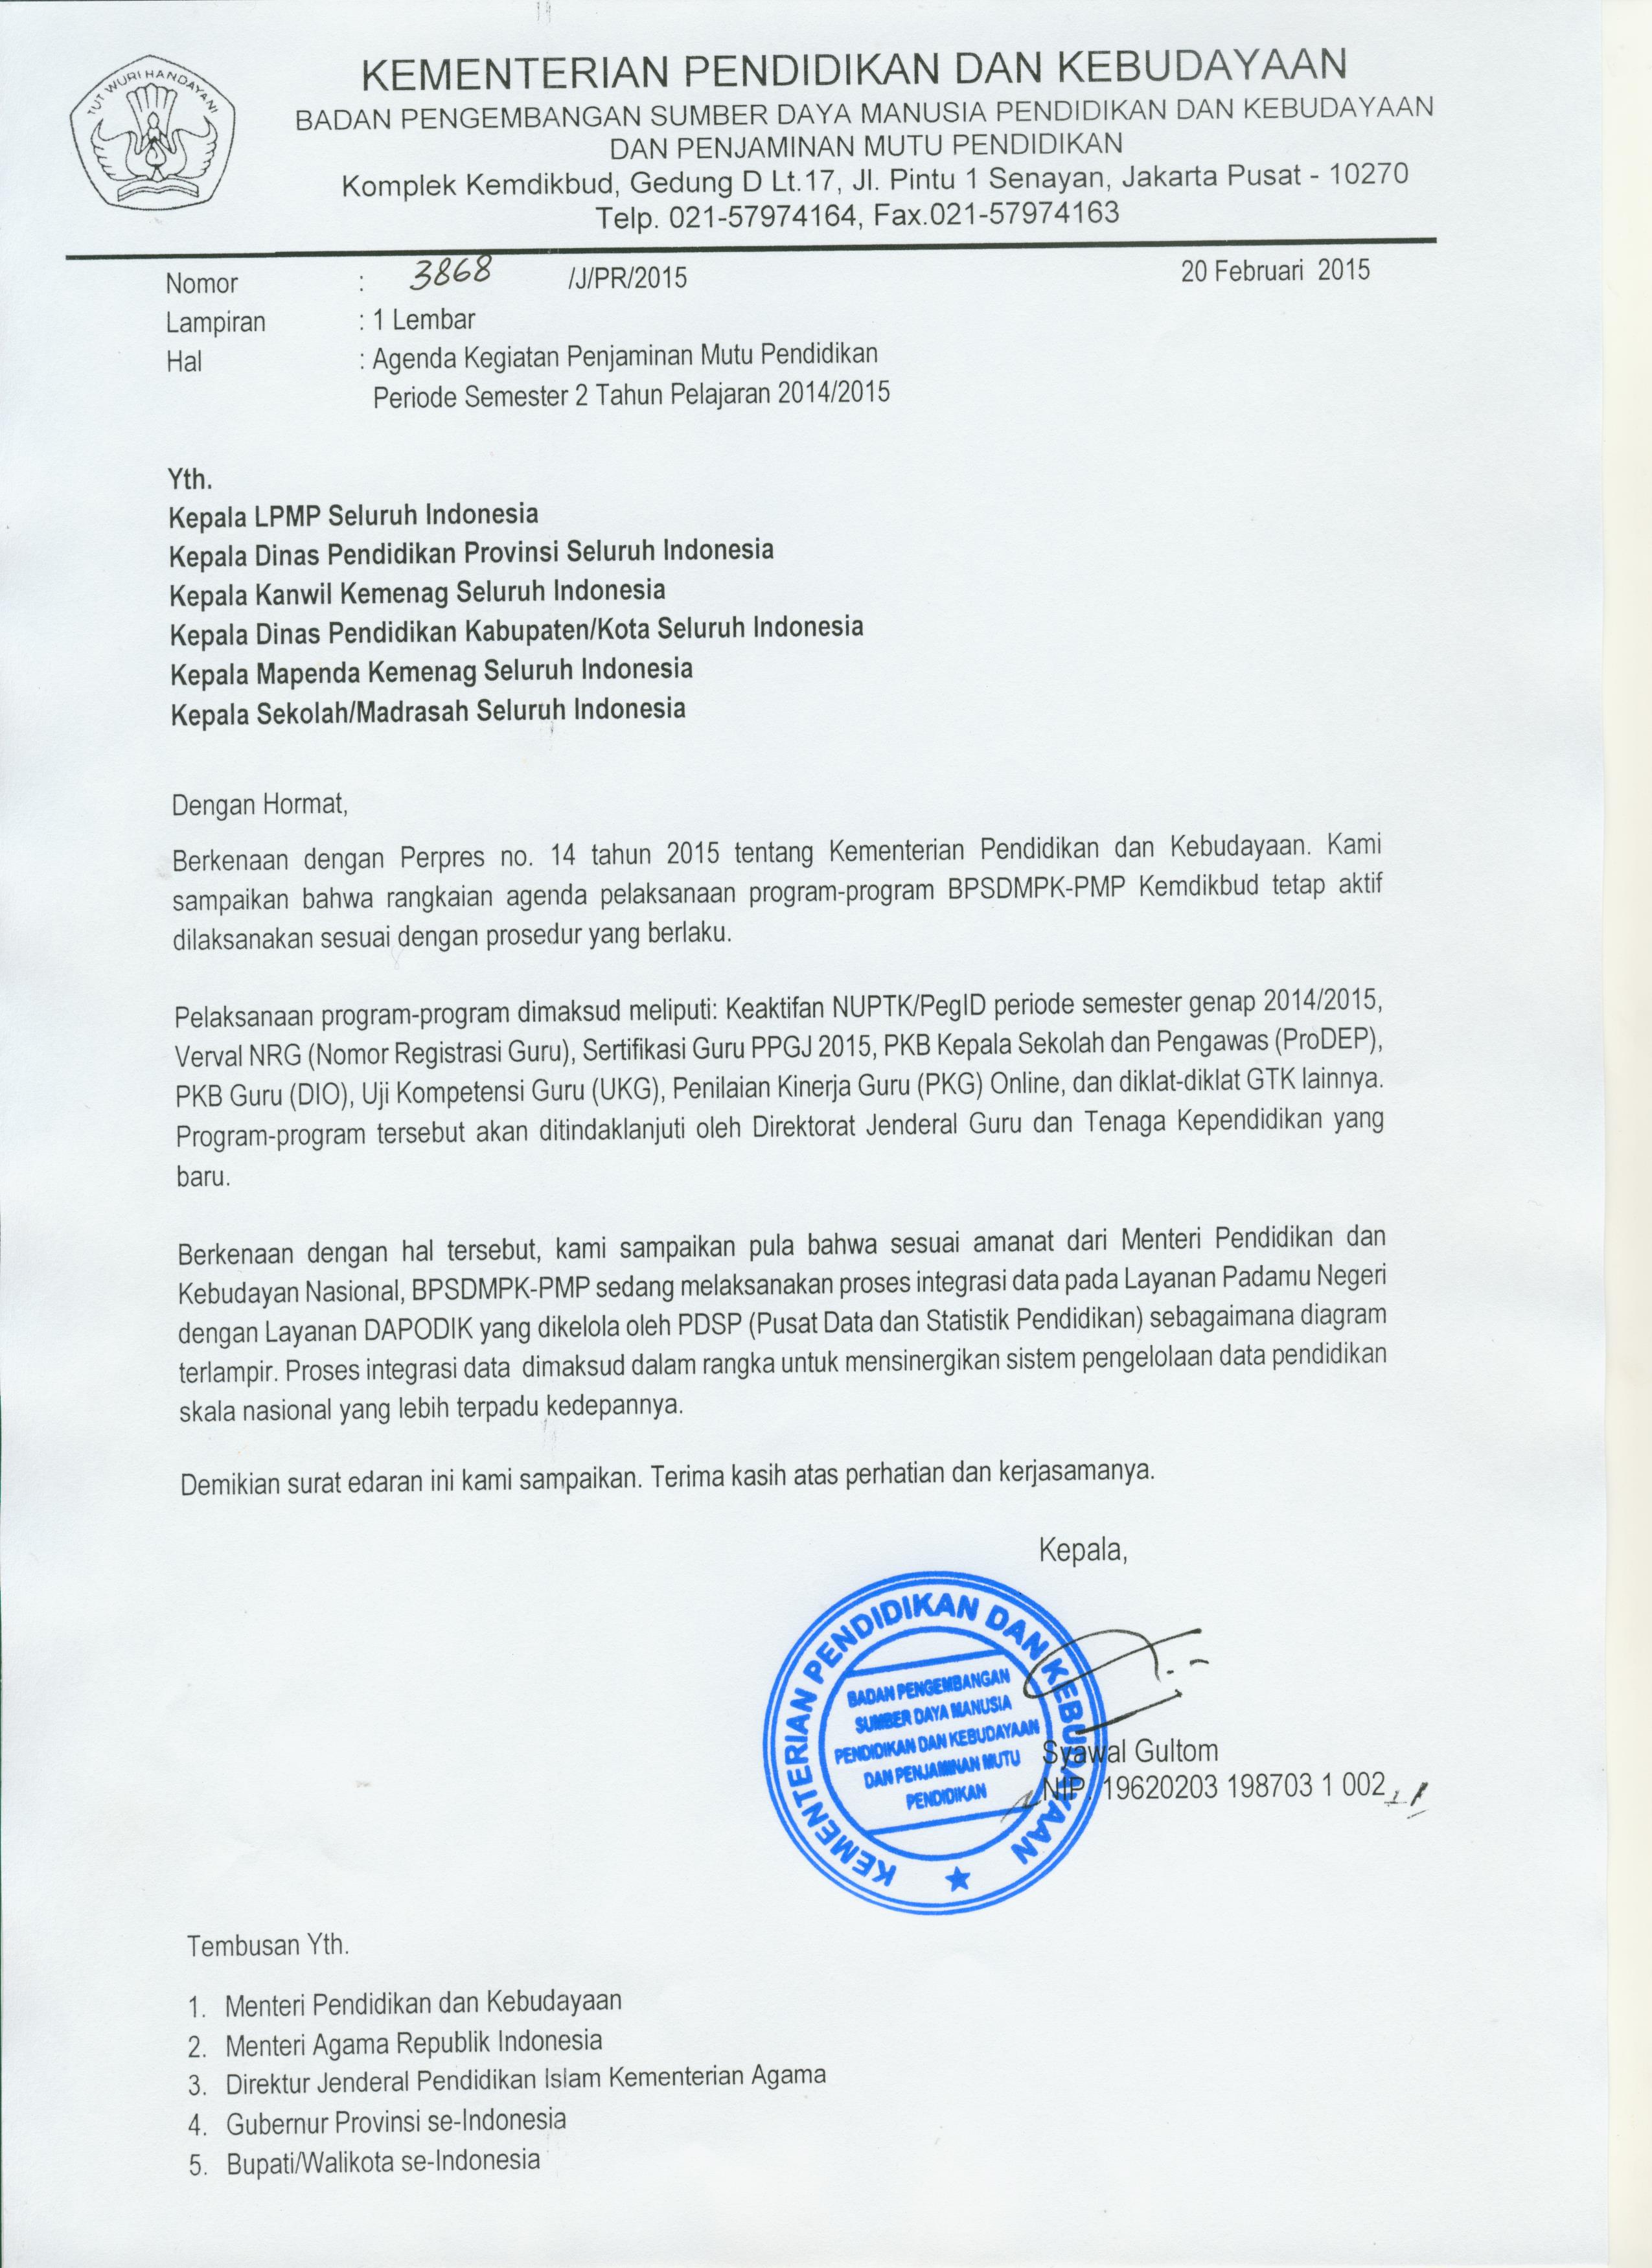 TUT WURI HANDAYANI
KEMENTERIAN PENDIDIKAN DAN KEBUDAYAAN
BADAN PENGEMBANGAN SUMBER DAYA MANUSIA PENDIDIKAN DAN KEBUDAYAAN
DAN PENJAMINAN MUTU PENDIDIKAN
Komplek Kemdikbud, Gedung D Lt.17, Jl. Pintu 1 Senayan, Jakarta Pusat - 10270
Telp. 021-57974164, Fax.021-57974163
Nomor : 3868 /J/PR/2015 20 Februari 2015
Lampiran : 1 Lembar
Hal : Agenda Kegiatan Penjaminan Mutu Pendidikan
Periode Semester 2 Tahun Pelajaran 2014/2015
Yth.
Kepala LPMP Seluruh Indonesia
Kepala Dinas Pendidikan Provinsi Seluruh Indonesia
Kepala Kanwil Kemenag Seluruh Indonesia
Kepala Dinas Pendidikan Kabupaten/Kota Seluruh Indonesia
Kepala Mapenda Kemenag Seluruh Indonesia
Kepala Sekolah/Madrasah Seluruh Indonesia
Dengan Hormat,
Berkenaan dengan Perpres no. 14 tahun 2015 tentang Kementerian Pendidikan dan Kebudayaan. Kami
sampaikan bahwa rangkaian agenda pelaksanaan program-program BPSDMPK-PMP Kemdikbud tetap aktif
dilaksanakan sesuai dengan prosedur yang berlaku.
Pelaksanaan program-program dimaksud meliputi: Keaktifan NUPTK/PegID periode semester genap 2014/2015,
Verval NRG (Nomor Registrasi Guru), Sertifikasi Guru PPGJ 2015, PKB Kepala Sekolah dan Pengawas (ProDEP),
PKB Guru (DIO), Uji Kompetensi Guru (UKG), Penilaian Kinerja Guru (PKG) Online, dan diklat-diklat GTK lainnya.
Program-program tersebut akan ditindaklanjuti oleh Direktorat Jenderal Guru dan Tenaga Kependidikan yang
baru.
Berkenaan dengan hal tersebut, kami sampaikan pula bahwa sesuai amanat dari Menteri Pendidikan dan
Kebudayan Nasional, BPSDMPK-PMP sedang melaksanakan proses integrasi data pada Layanan Padamu Negeri
dengan Layanan DAPODIK yang dikelola oleh PDSP (Pusat Data dan Statistik Pendidikan) sebagaimana diagram
terlampir. Proses integrasi data dimaksud dalam rangka untuk mensinergikan sistem pengelolaan data pendidikan
skala nasional yang lebih terpadu kedepannya.
Demikian surat edaran ini kami sampaikan. Terima kasih atas perhatian dan kerjasamanya.
Kepala,
KEMENTERIAN PENDIDIKAN DAN KEBUDAYAAN
BADAN PENGEMBANGAN
SUMBER DAYA MANUSIA
PENDIDIKAN DAN KEBUDAYAAN
DAN PENJAMINAN MUTU
PENDIDIKAN
Syawal Gultom
NIP. 19620203 198703 1 002
Tembusan Yth.
1. Menteri Pendidikan dan Kebudayaan
2. Menteri Agama Republik Indonesia
3. Direktur Jenderal Pendidikan Islam Kementerian Agama
4. Gubernur Provinsi se-Indonesia
5. Bupati/Walikota se-Indonesia